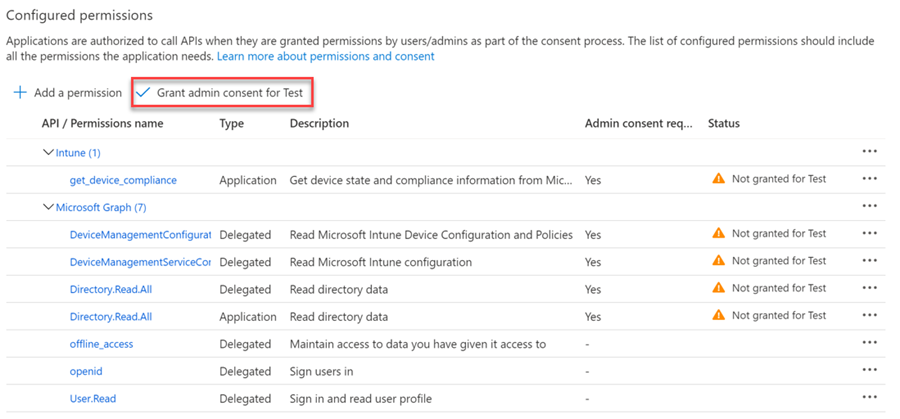 Configured permissions
Applications are authorized to call APIs when they are granted permissions by users/admins as part of the consent process. The list of configured permissions should include
all the permissions the application needs. Learn more about permissions and consent
Add a permission Grant admin consent for Test
API / Permissions name Type Description Admin consent req... Status
Intune (1) ...
get_device_compliance Application Get device state and compliance information from Mic... Yes Not granted for Test ...
Microsoft Graph (7) ...
DeviceManagementConfigurat Delegated Read Microsoft Intune Device Configuration and Policies Yes Not granted for Test ...
DeviceManagementServiceCor Delegated Read Microsoft Intune configuration Yes Not granted for Test ...
Directory.Read.All Delegated Read directory data Yes Not granted for Test ...
Directory.Read.All Application Read directory data Yes Not granted for Test ...
offline_access Delegated Maintain access to data you have given it access to - ...
openid Delegated Sign users in - ...
User.Read Delegated Sign in and read user profile - ...